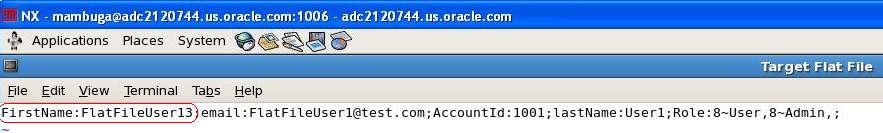 NX - mambuga@adc2120744.us.oracle.com:1006 - adc2120744.us.oracle.com
Applications Places System
Target Flat File
File Edit View Terminal Tabs Help
FirstName:FlatFileUser13;email:FlatFileUser1@test.com;AccountId:1001;lastName:User1;Role:8~User,8~Admin,;
~